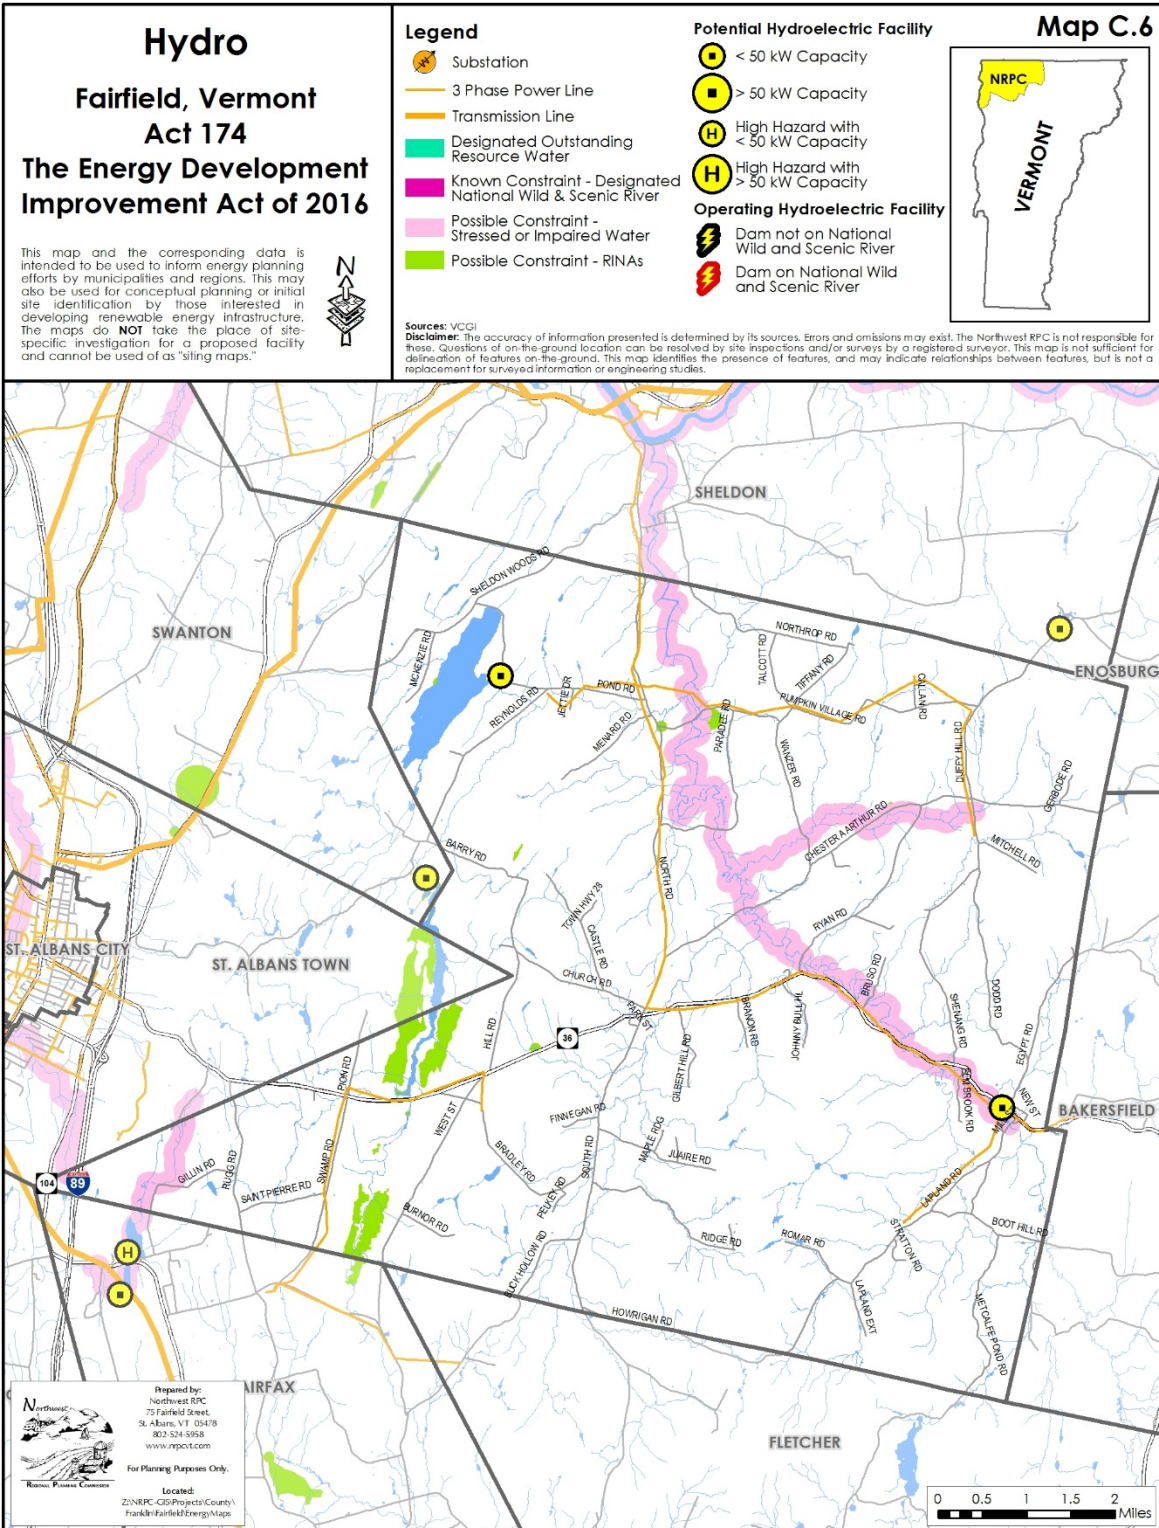 Hydro
Fairfield, Vermont
Act 174
The Energy Development
Improvement Act of 2016
This map and the corresponding data is
intended to be used to inform energy planning
efforts by municipalities and regions. This may
also be used for conceptual planning or initial
site identification by those interested in
developing renewable energy infrastructure.
The maps do NOT take the place of site-
specific investigation for a proposed facility
and cannot be used of as "siting maps."
N
Legend
Substation
3 Phase Power Line
Transmission Line
Designated Outstanding
Resource Water
Known Constraint - Designated
National Wild & Scenic River
Possible Constraint -
Stressed or Impaired Water
Possible Constraint - RINAs
Potential Hydroelectric Facility
< 50 kW Capacity
> 50 kW Capacity
H
High Hazard with
< 50 kW Capacity
H
High Hazard with
> 50 kW Capacity
Operating Hydroelectric Facility
Dam not on National
Wild and Scenic River
Dam on National Wild
and Scenic River
Map C.6
NRPC
VERMONT
Sources: VCGI
Disclaimer: The accuracy of information presented is determined by its sources. Errors and omissions may exist. The Northwest RPC is not responsible for
these. Questions of on-the-ground location can be resolved by site inspections and/or surveys by a registered surveyor. This map is not sufficient for
delineation of features on-the-ground. This map identifies the presence of features, and may indicate relationships between features, but is not a
replacement for surveyed information or engineering studies.
SHELDON
SHELDON WOODS RD
SWANTON
MCKENZIE RD
NORTHROP RD
TALCOTT RD
TIFFANY RD
ENOSBURG
POND RD
JETTIE DR
REYNOLDS RD
MENARD RD
PARADEE RD
PUMPKIN VILLAGE RD
CALLAN RD
WANZER RD
DUFFY HILL RD
GERBODE RD
CHESTER A ARTHUR RD
MITCHELL RD
BARRY RD
NORTH RD
TOWN HWY 28
CASTLE RD
RYAN RD
ST. ALBANS CITY
ST. ALBANS TOWN
CHURCH RD
BRUSO RD
PARK ST
BRANON RD
JOHNNY BULL HL
SHENANG RD
DODD RD
HILL RD
36
GILBERT HILL RD
EGYPT RD
PION RD
ELM BROOK RD
NEW ST
WEST ST
FINNEGAN RD
BAKERSFIELD
MAPLE RDG
JUAIRE RD
SOUTH RD
BRADLEY RD
104
89
GILLIN RD
RUGG RD
SWAMP RD
SAINT PIERRE RD
PELKEY RD
LAPLAND RD
BURNOR RD
BOOT HILL RD
STRATTON RD
RIDGE RD
ROMAR RD
BUCK HOLLOW RD
H
LAPLAND EXT
METCALFE POND RD
HOWRIGAN RD
AIRFAX
FLETCHER
Northwest
REGIONAL PLANNING COMMISSION
Prepared by:
Northwest RPC
75 Fairfield Street,
St. Albans, VT 05478
802-524-5958
www.nrpcvt.com
For Planning Purposes Only.
Located:
Z:\NRPC-GIS\Projects\County\
Franklin\Fairfield\EnergyMaps
0 0.5 1 1.5 2
Miles